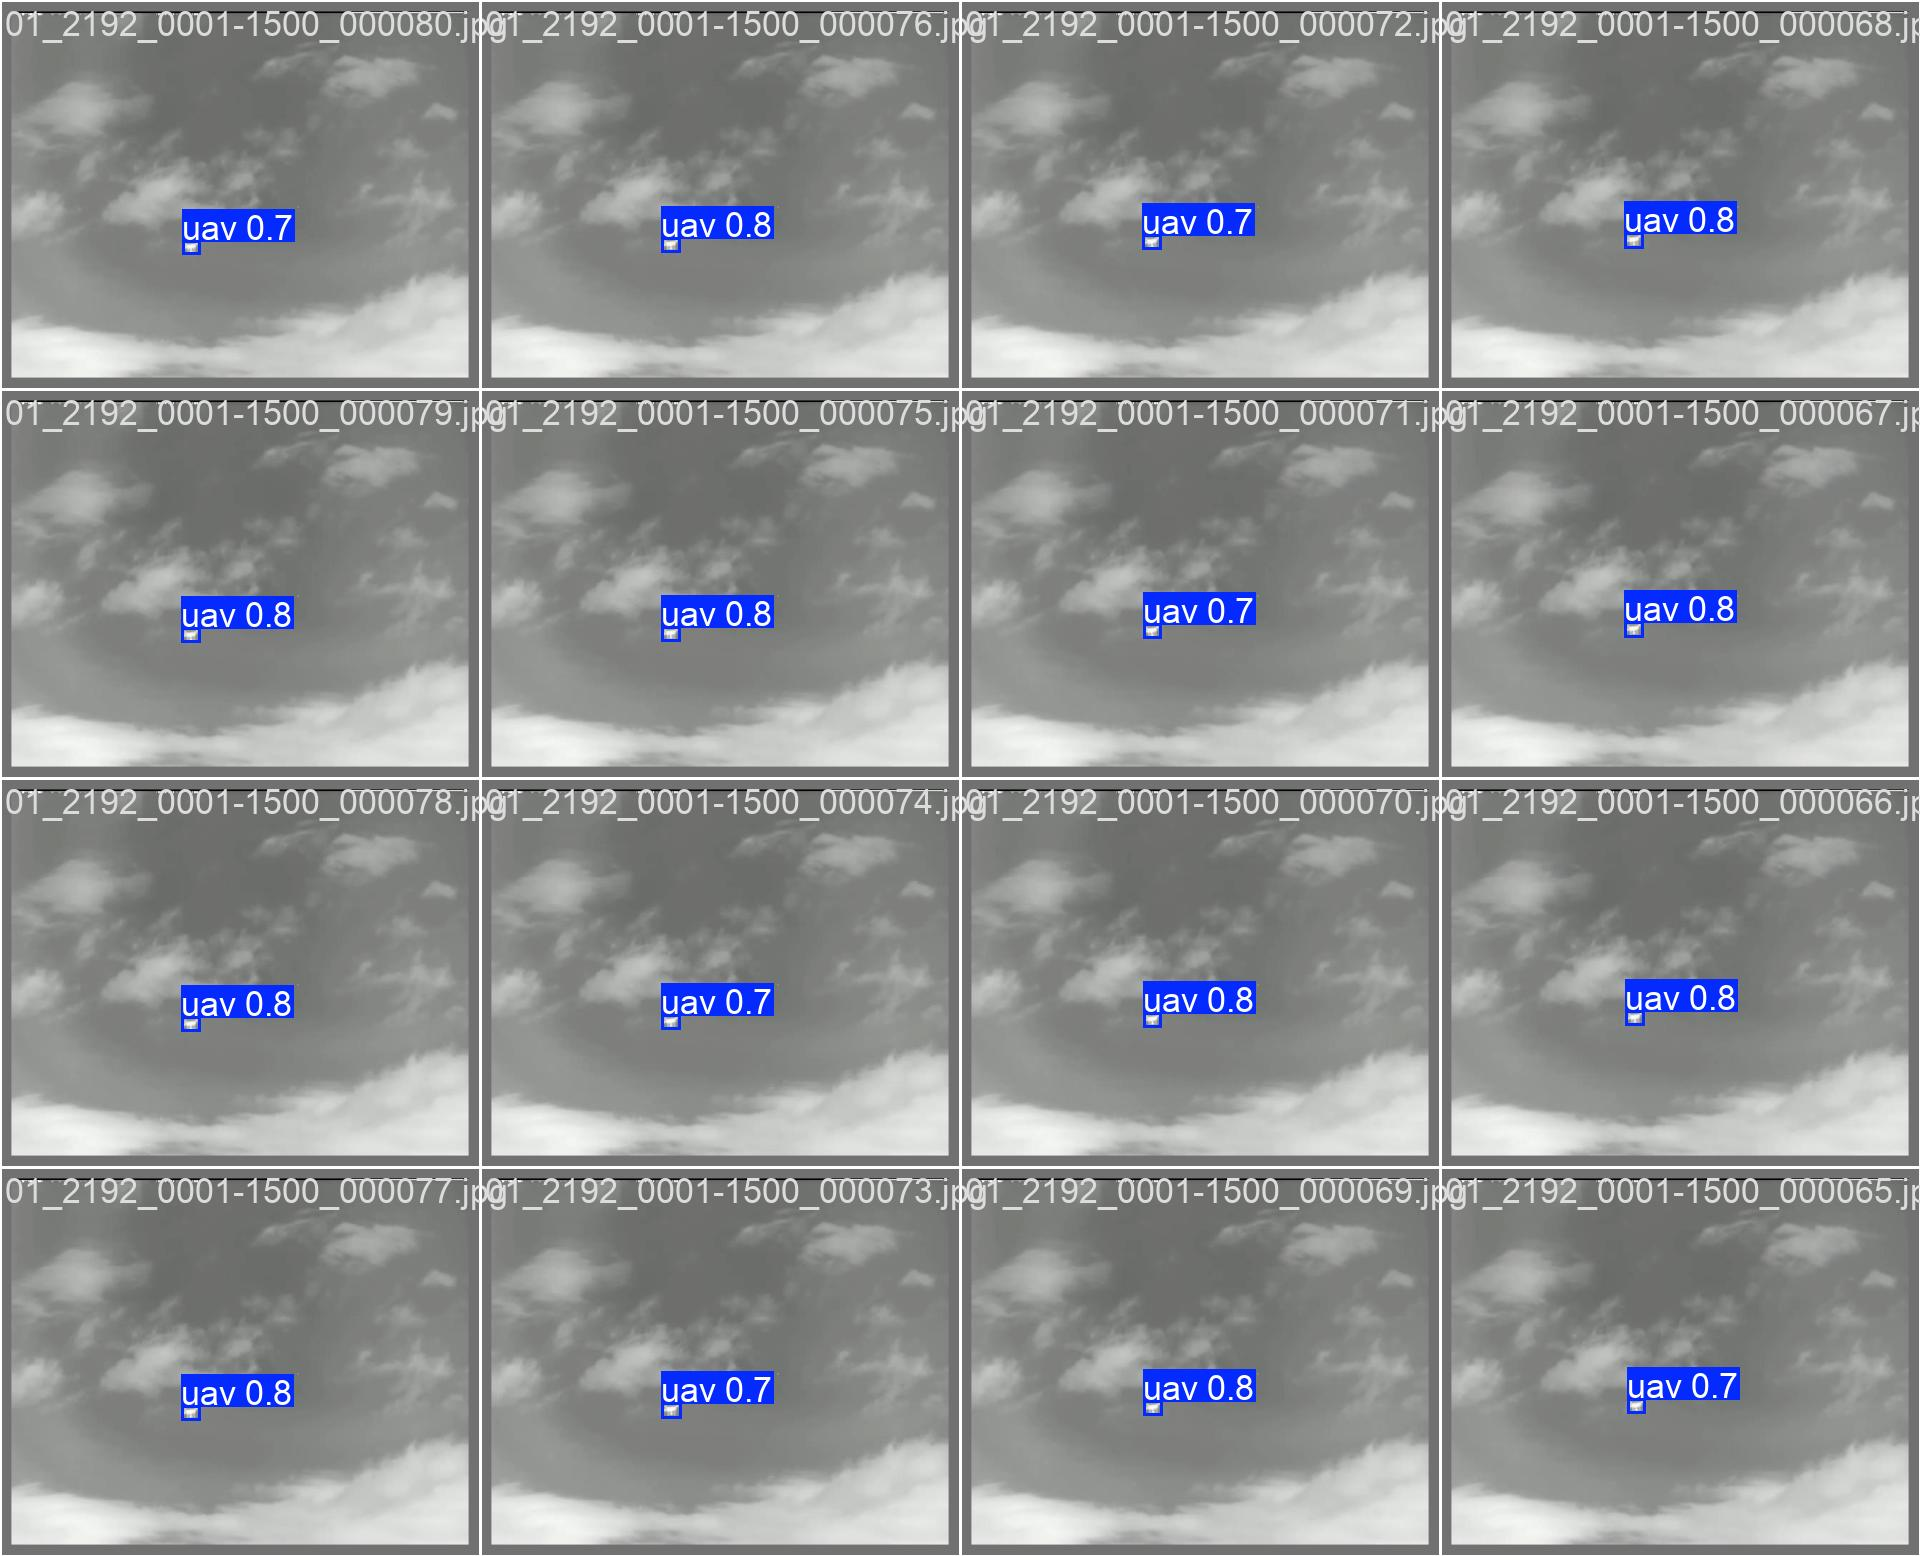 01_2192_0001-1500_000080.jpg
01_2192_0001-1500_000076.jpg
01_2192_0001-1500_000072.jpg
01_2192_0001-1500_000068.jp
uav 0.7
uav 0.8
uav 0.7
uav 0.8
01_2192_0001-1500_000079.jpg
01_2192_0001-1500_000075.jpg
01_2192_0001-1500_000071.jpg
01_2192_0001-1500_000067.jp
uav 0.8
uav 0.8
uav 0.7
uav 0.8
01_2192_0001-1500_000078.jpg
01_2192_0001-1500_000074.jpg
01_2192_0001-1500_000070.jpg
01_2192_0001-1500_000066.jp
uav 0.8
uav 0.7
uav 0.8
uav 0.8
01_2192_0001-1500_000077.jpg
01_2192_0001-1500_000073.jpg
01_2192_0001-1500_000069.jpg
01_2192_0001-1500_000065.jp
uav 0.8
uav 0.7
uav 0.8
uav 0.7